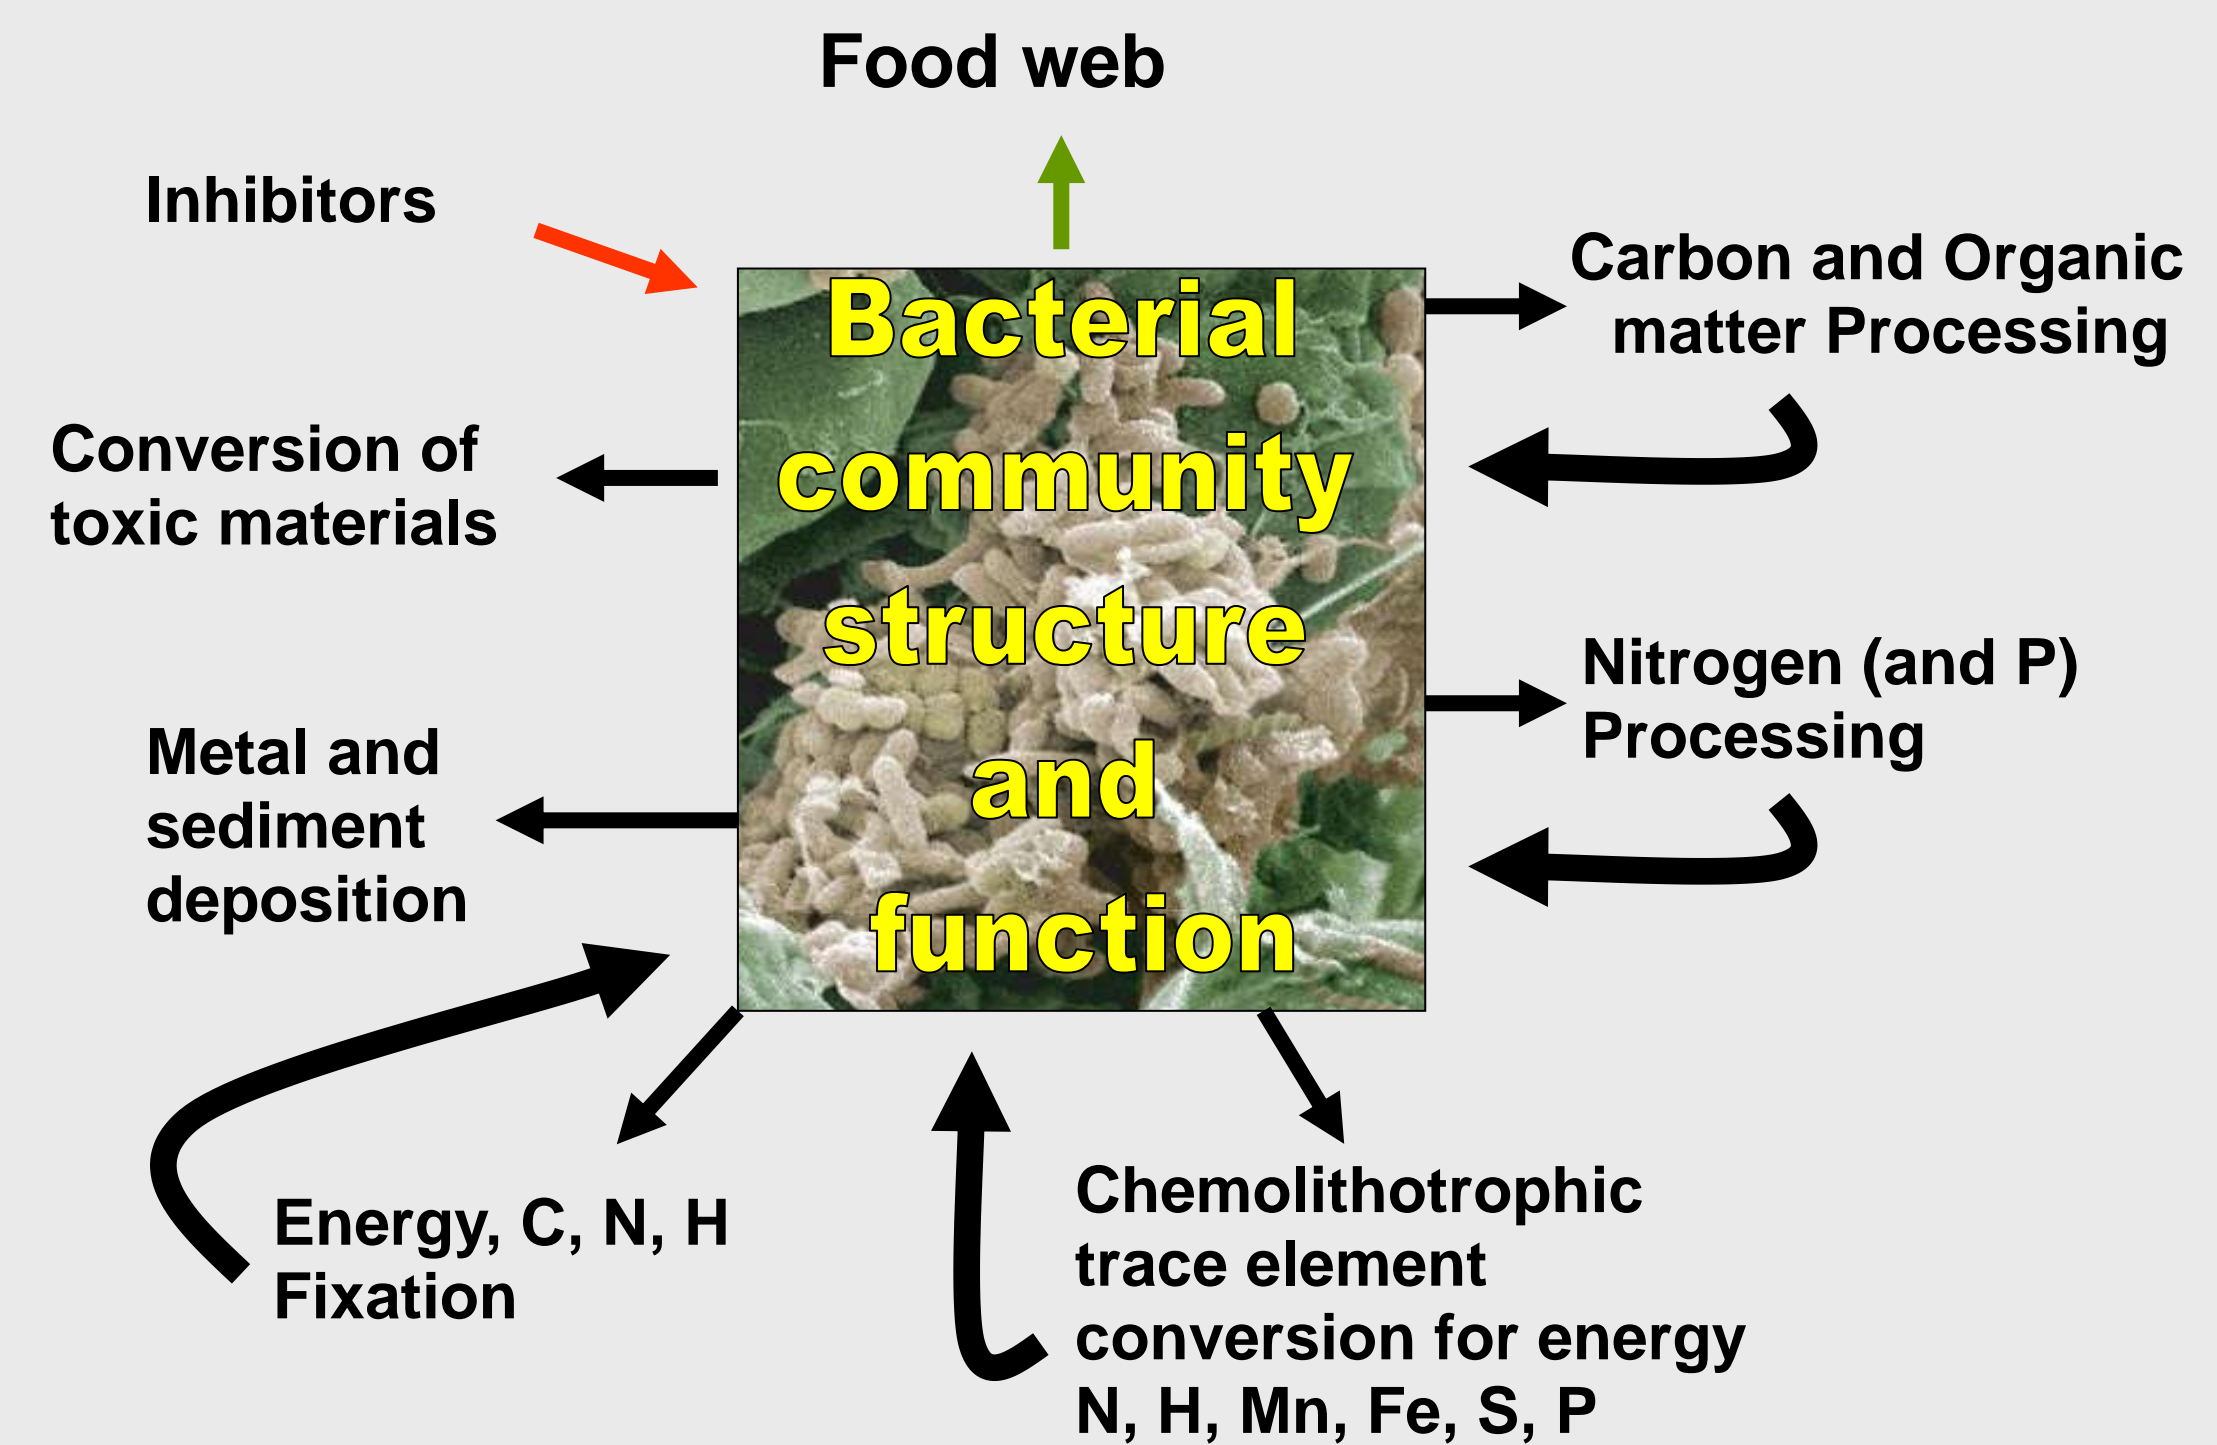 Food web
Inhibitors
Carbon and Organic
matter Processing
Bacterial
community
structure
and
function
Conversion of
toxic materials
Nitrogen (and P)
Processing
Metal and
sediment
deposition
Energy, C, N, H
Fixation
Chemolithotrophic
trace element
conversion for energy
N, H, Mn, Fe, S, P